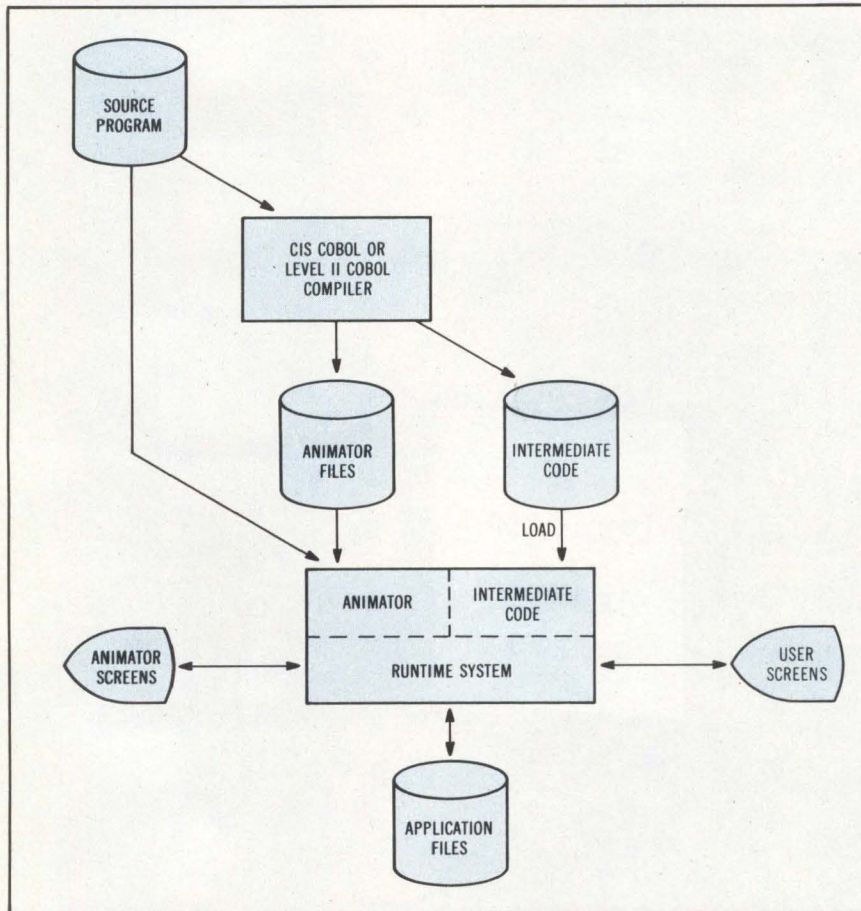 SOURCE
PROGRAM
CIS COBOL OR
LEVEL II COBOL
COMPILER
ANIMATOR
FILES
INTERMEDIATE
CODE
LOAD
ANIMATOR
INTERMEDIATE
CODE
ANIMATOR
SCREENS
RUNTIME SYSTEM
USER
SCREENS
APPLICATION
FILES